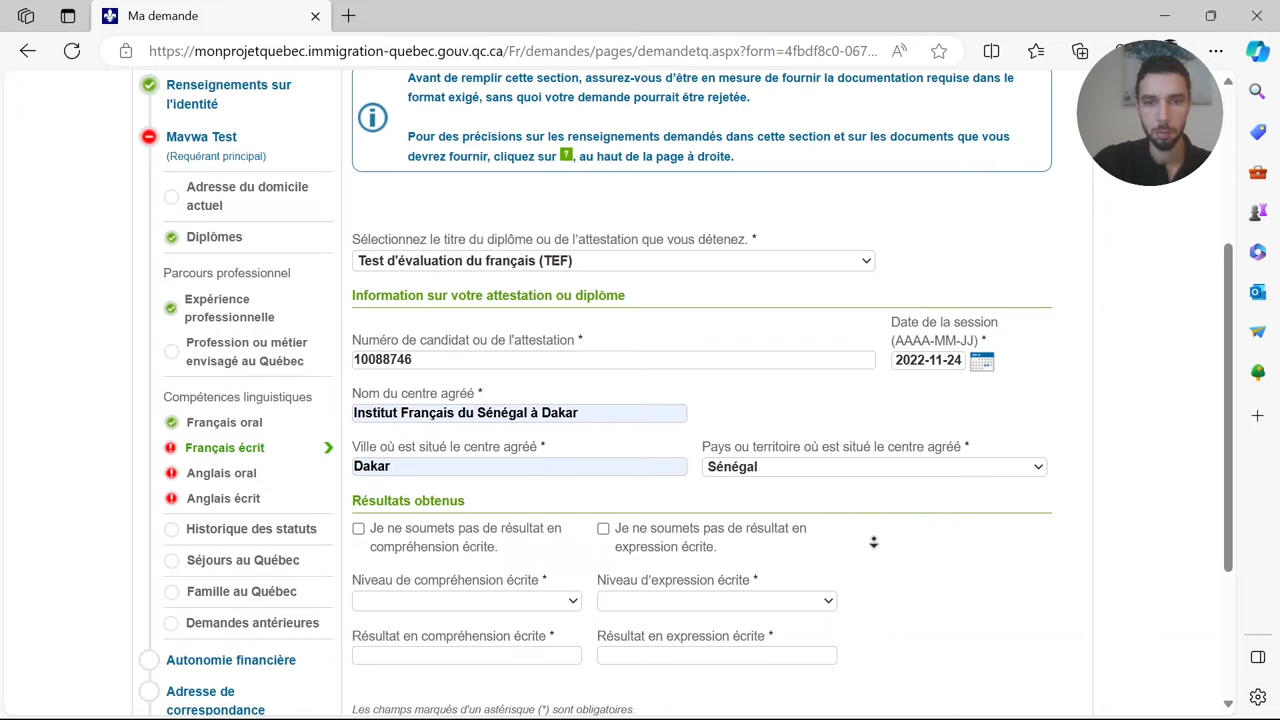 Ma demande
https://monprojetquebec.immigration-quebec.gouv.qc.ca/Fr/demandes/pages/demandetq.aspx?form=4fbdf8c0-067...
Renseignements sur
l'identité
Mavwa Test
(Requérant principal)
Adresse du domicile
actuel
Diplômes
Parcours professionnel
Expérience
professionnelle
Profession ou métier
envisagé au Québec
Compétences linguistiques
Français oral
Français écrit
Anglais oral
Anglais écrit
Historique des statuts
Séjours au Québec
Famille au Québec
Demandes antérieures
Autonomie financière
Adresse de
correspondance
Avant de remplir cette section, assurez-vous d'être en mesure de fournir la documentation requise dans le
format exigé, sans quoi votre demande pourrait être rejetée.
Pour des précisions sur les renseignements demandés dans cette section et sur les documents que vous
devrez fournir, cliquez sur ?, au haut de la page à droite.
Sélectionnez le titre du diplôme ou de l'attestation que vous détenez. *
Test d'évaluation du français (TEF)
Information sur votre attestation ou diplôme
Date de la session
Numéro de candidat ou de l'attestation * (AAAA-MM-JJ) *
10088746 2022-11-24
Nom du centre agréé *
Institut Français du Sénégal à Dakar
Ville où est situé le centre agréé * Pays ou territoire où est situé le centre agréé *
Dakar Sénégal
Résultats obtenus
Je ne soumets pas de résultat en Je ne soumets pas de résultat en
compréhension écrite. expression écrite.
Niveau de compréhension écrite * Niveau d'expression écrite *
Résultat en compréhension écrite * Résultat en expression écrite *
Les champs marqués d'un astérisque (*) sont obligatoires.